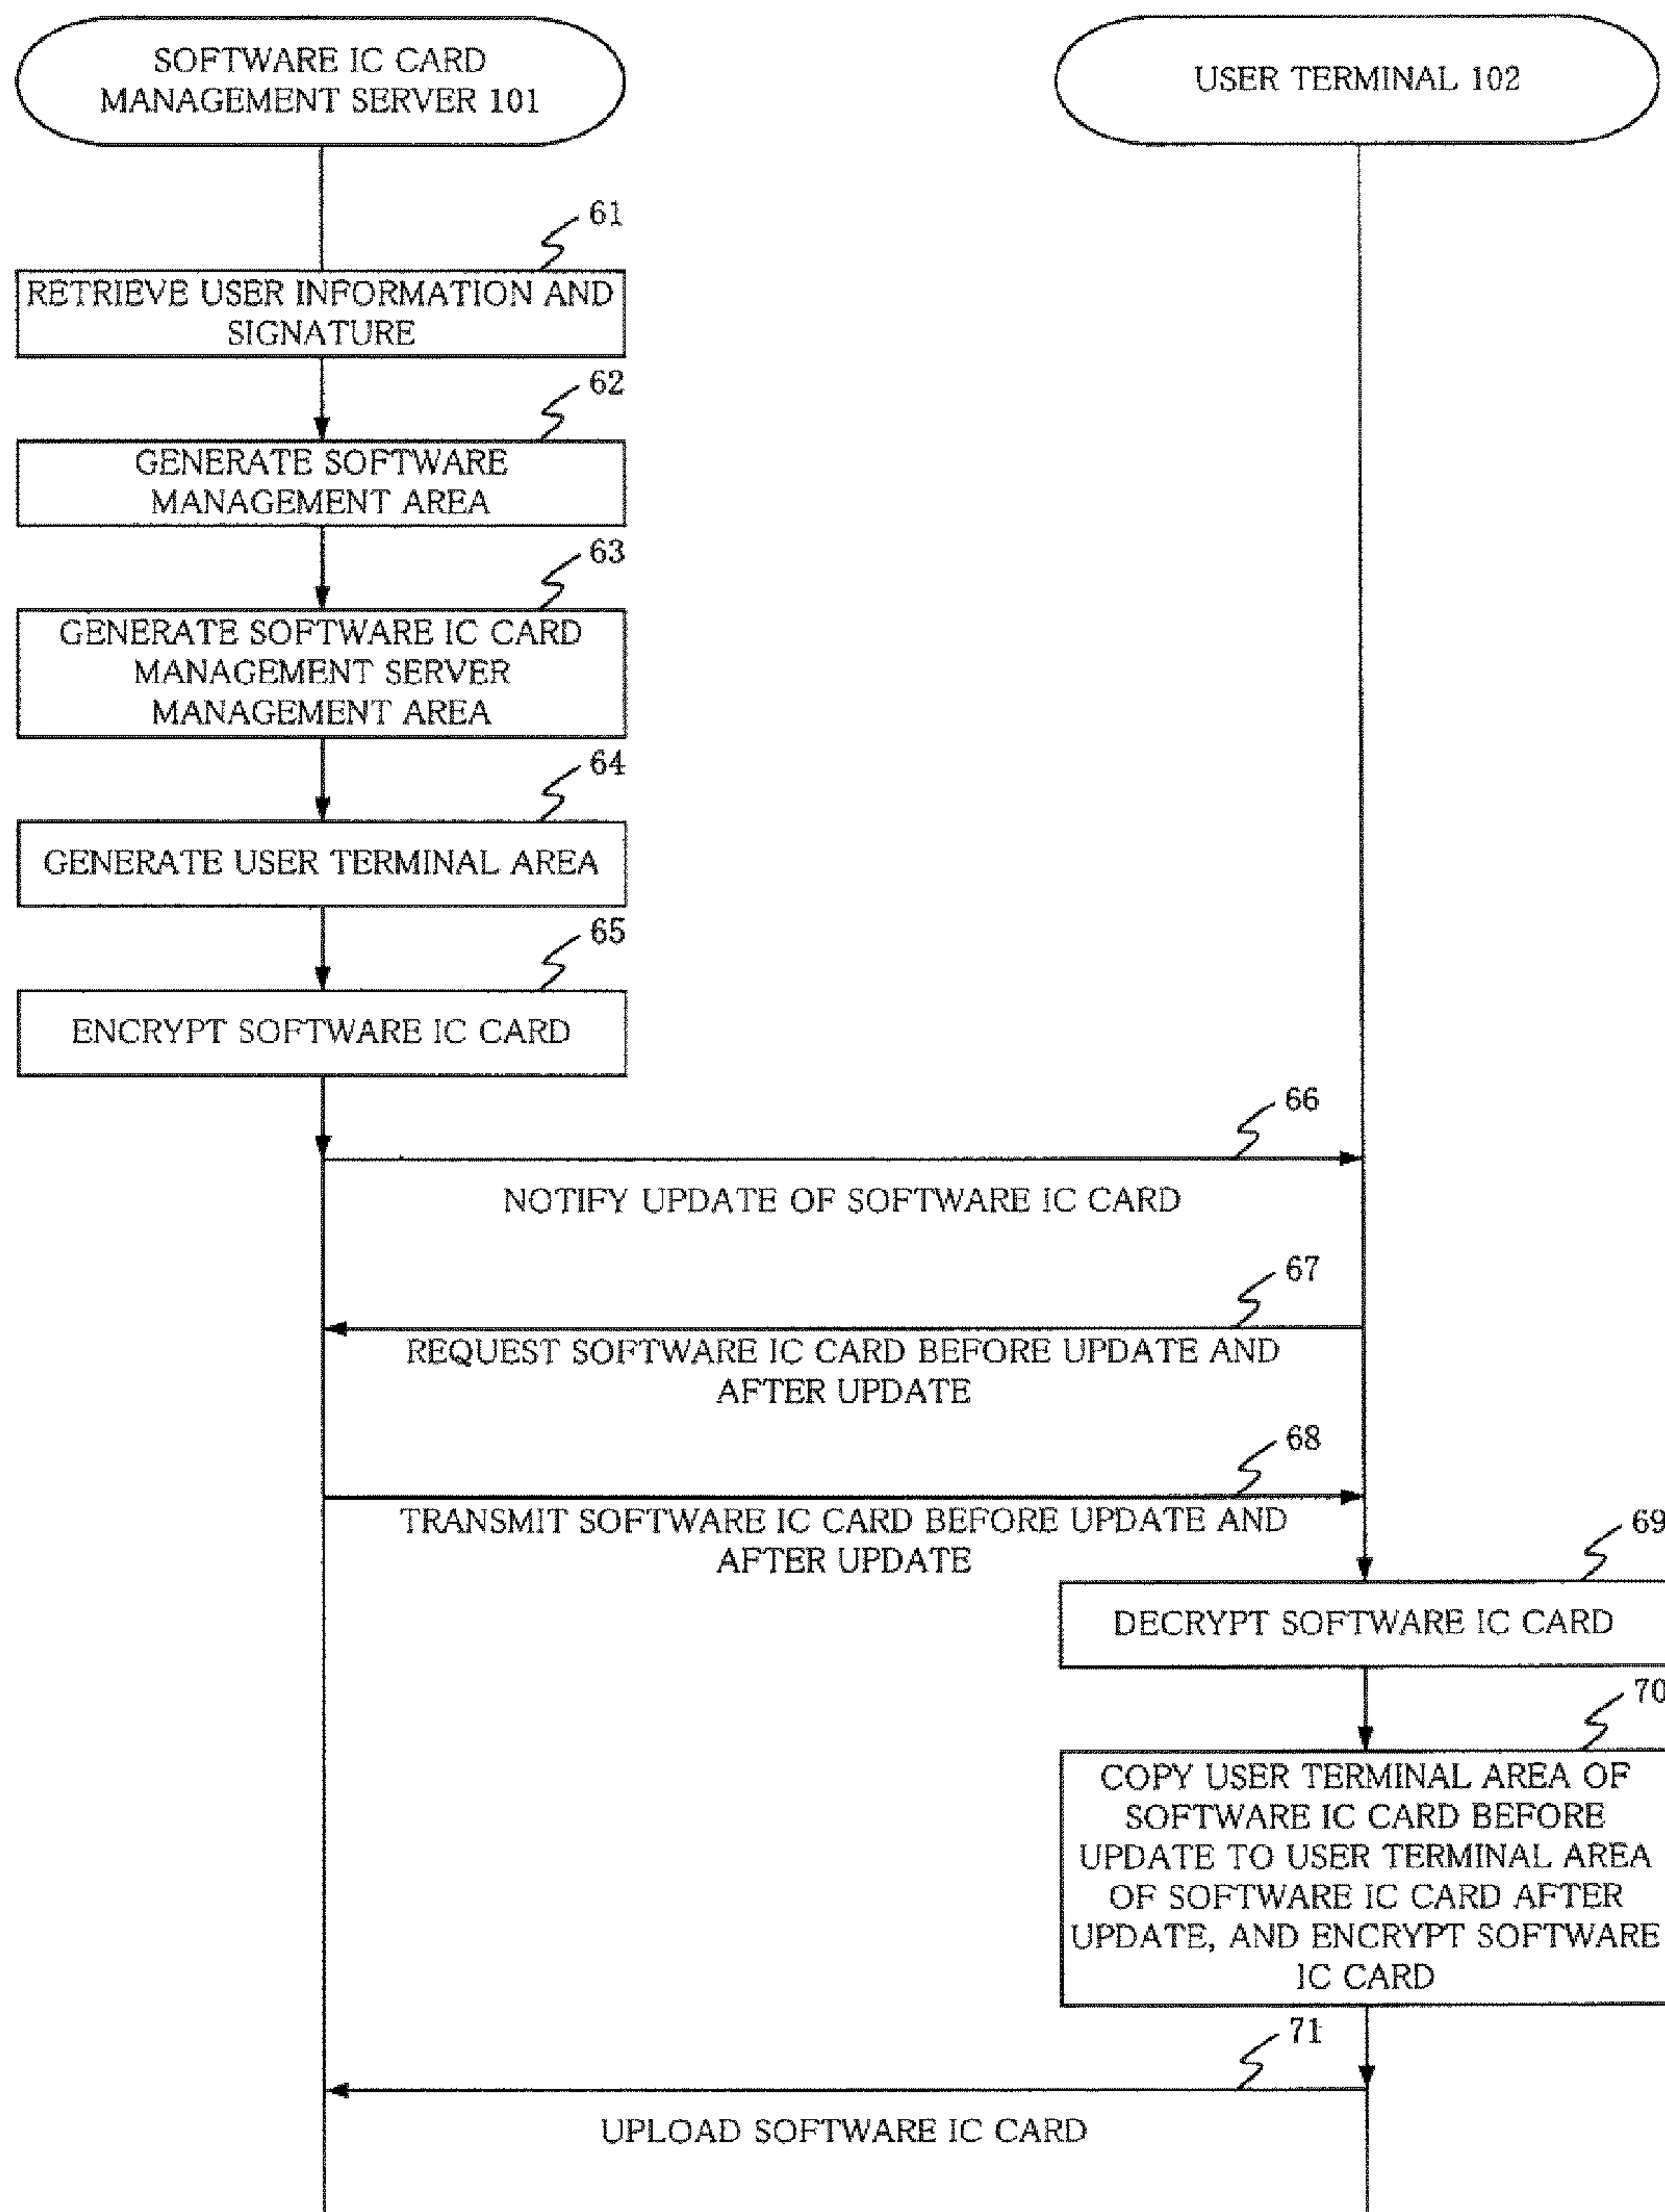 SOFTWARE IC CARD
MANAGEMENT SERVER 101
USER TERMINAL 102
61
RETRIEVE USER INFORMATION AND
SIGNATURE
62
GENERATE SOFTWARE
MANAGEMENT AREA
63
GENERATE SOFTWARE IC CARD
MANAGEMENT SERVER
MANAGEMENT AREA
64
GENERATE USER TERMINAL AREA
65
ENCRYPT SOFTWARE IC CARD
66
NOTIFY UPDATE OF SOFTWARE IC CARD
67
REQUEST SOFTWARE IC CARD BEFORE UPDATE AND
AFTER UPDATE
68
TRANSMIT SOFTWARE IC CARD BEFORE UPDATE AND
AFTER UPDATE
69
DECRYPT SOFTWARE IC CARD
70
COPY USER TERMINAL AREA OF
SOFTWARE IC CARD BEFORE
UPDATE TO USER TERMINAL AREA
OF SOFTWARE IC CARD AFTER
UPDATE, AND ENCRYPT SOFTWARE
IC CARD
71
UPLOAD SOFTWARE IC CARD